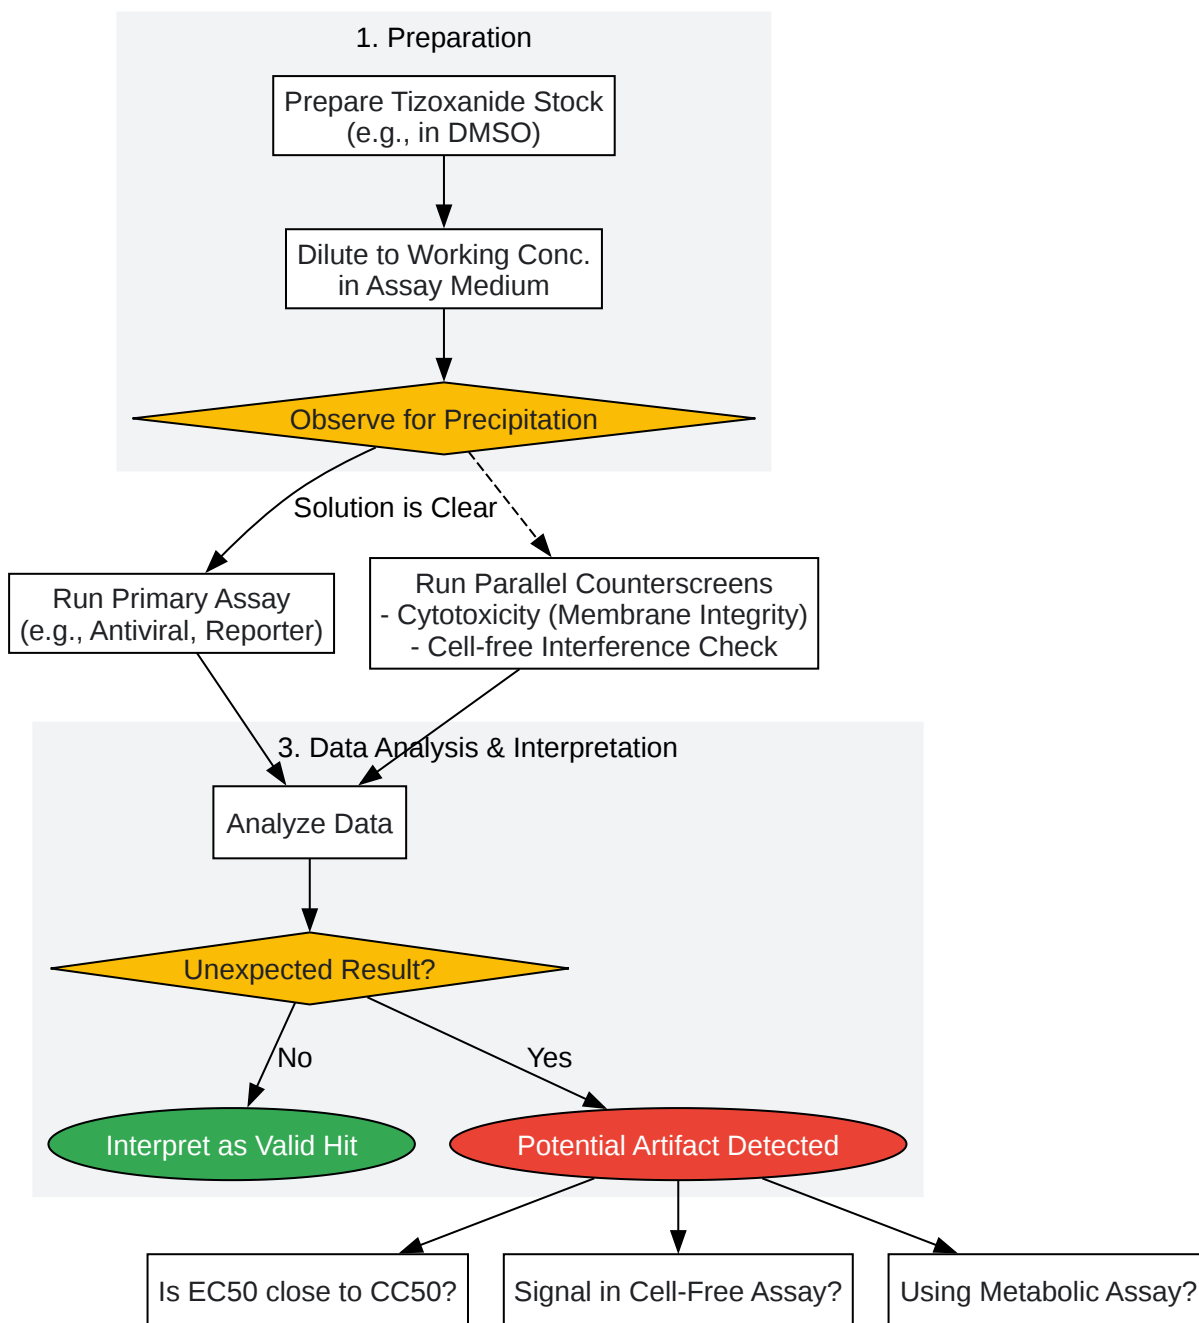 1. Preparation
Prepare Tizoxanide Stock
(e.g., in DMSO)
Dilute to Working Conc.
in Assay Medium
Observe for Precipitation
Solution is Clear
Run Primary Assay
(e.g., Antiviral, Reporter)
Run Parallel Counterscreens
- Cytotoxicity (Membrane Integrity)
- Cell-free Interference Check
3. Data Analysis & Interpretation
Analyze Data
Unexpected Result?
No
Yes
Interpret as Valid Hit
Potential Artifact Detected
Is EC50 close to CC50?
Signal in Cell-Free Assay?
Using Metabolic Assay?